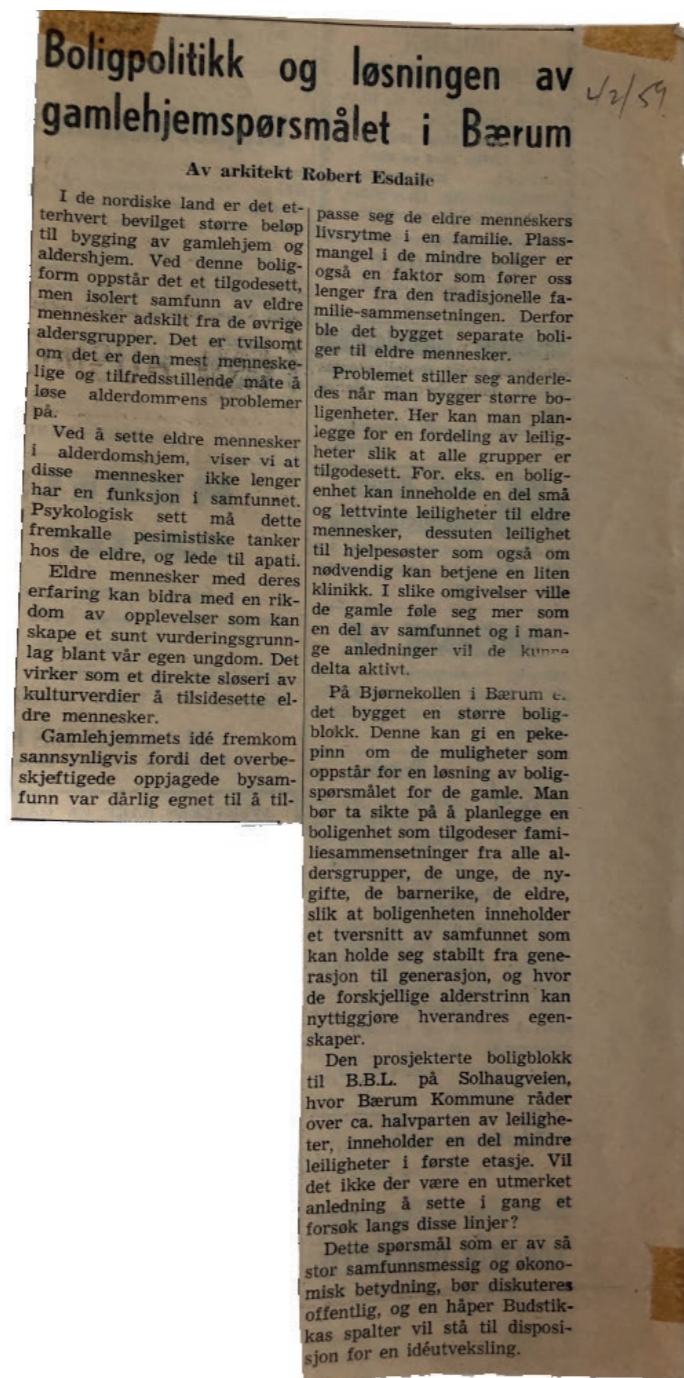 Boligpolitikk og løsningen av
gamlehjemspørsmålet i Bærum
4/2/59
Av arkitekt Robert Esdaile
I de nordiske land er det et-
terhvert bevilget større beløp
til bygging av gamlehjem og
aldershjem. Ved denne bolig-
form oppstår det et tilgodesett,
men isolert samfunn av eldre
mennesker adskilt fra de øvrige
aldersgrupper. Det er tvilsomt
om det er den mest menneske-
lige og tilfredsstillende måte å
løse alderdommens problemer
på.
Ved å sette eldre mennesker
i alderdomshjem, viser vi at
disse mennesker ikke lenger
har en funksjon i samfunnet.
Psykologisk sett må dette
fremkalle pesimistiske tanker
hos de eldre, og lede til apati.
Eldre mennesker med deres
erfaring kan bidra med en rik-
dom av opplevelser som kan
skape et sunt vurderingsgrunn-
lag blant vår egen ungdom. Det
virker som et direkte sløseri av
kulturverdier å tilsidesette el-
dre mennesker.
Gamlehjemmets idé fremkom
sannsynligvis fordi det overbe-
skjeftigede oppjagede bysam-
funn var dårlig egnet til å til-
passe seg de eldre menneskers
livsrytme i en familie. Plass-
mangel i de mindre boliger er
også en faktor som fører oss
lenger fra den tradisjonelle fa-
milie-sammensetningen. Derfor
ble det bygget separate boli-
ger til eldre mennesker.
Problemet stiller seg anderle-
des når man bygger større bo-
ligenheter. Her kan man plan-
legge for en fordeling av leilig-
heter slik at alle grupper er
tilgodesett. For. eks. en bolig-
enhet kan inneholde en del små
og lettvinte leiligheter til eldre
mennesker, dessuten leilighet
til hjelpesøster som også om
nødvendig kan betjene en liten
klinikk. I slike omgivelser ville
de gamle føle seg mer som
en del av samfunnet og i man-
ge anledninger vil de kunne
delta aktivt.
På Bjørnekollen i Bærum e.
det bygget en større bolig-
blokk. Denne kan gi en peke-
pinn om de muligheter som
oppstår for en løsning av bolig-
spørsmålet for de gamle. Man
bør ta sikte på å planlegge en
boligenhet som tilgodeser fami-
liesammensetninger fra alle al-
dersgrupper, de unge, de ny-
gifte, de barnerike, de eldre,
slik at boligenheten inneholder
et tversnitt av samfunnet som
kan holde seg stabilt fra gene-
rasjon til generasjon, og hvor
de forskjellige alderstrinn kan
nyttiggjøre hverandres egen-
skaper.
Den prosjekterte boligblokk
til B.B.L. på Solhaugveien,
hvor Bærum Kommune råder
over ca. halvparten av leilighe-
ter, inneholder en del mindre
leiligheter i første etasje. Vil
det ikke der være en utmerket
anledning å sette i gang et
forsøk langs disse linjer?
Dette spørsmål som er av så
stor samfunnsmessig og økono-
misk betydning, bør diskuteres
offentlig, og en håper Budstik-
kas spalter vil stå til disposi-
sjon for en idéutveksling.